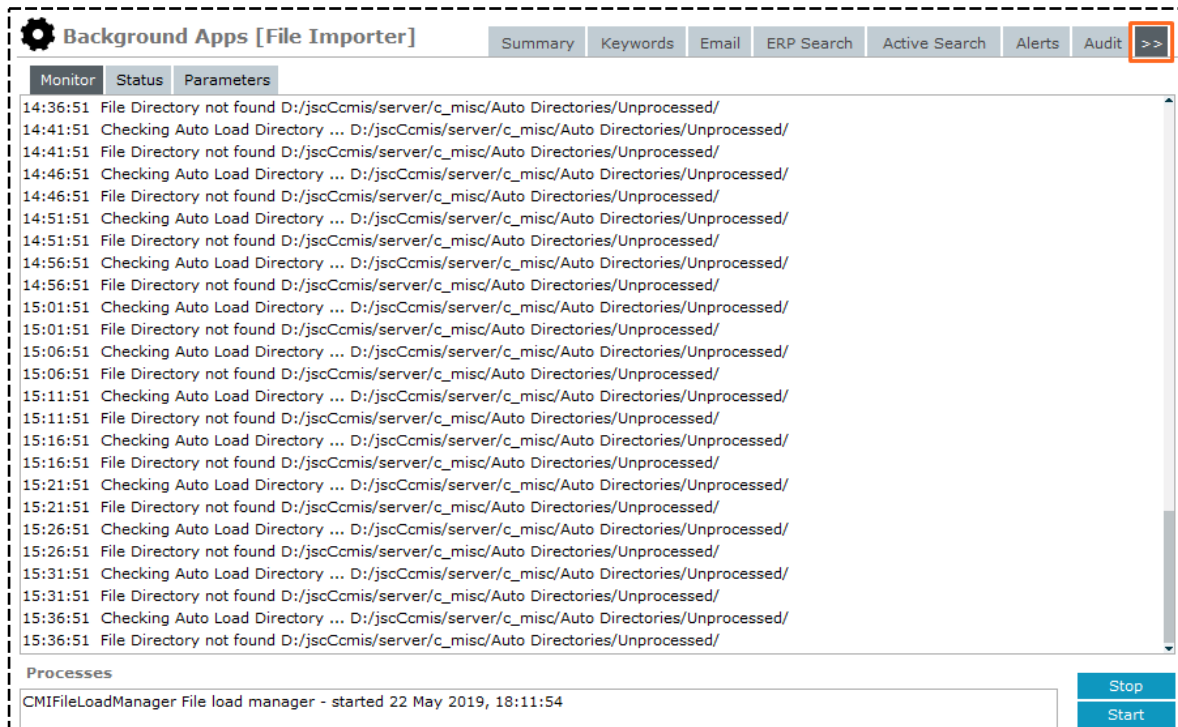 Background Apps [File Importer]
Summary Keywords Email ERP Search Active Search Alerts Audit >>
Monitor Status Parameters
14:36:51 File Directory not found D:/jscCcmis/server/c_misc/Auto Directories/Unprocessed/
14:41:51 Checking Auto Load Directory ... D:/jscCcmis/server/c_misc/Auto Directories/Unprocessed/
14:41:51 File Directory not found D:/jscCcmis/server/c_misc/Auto Directories/Unprocessed/
14:46:51 Checking Auto Load Directory ... D:/jscCcmis/server/c_misc/Auto Directories/Unprocessed/
14:46:51 File Directory not found D:/jscCcmis/server/c_misc/Auto Directories/Unprocessed/
14:51:51 Checking Auto Load Directory ... D:/jscCcmis/server/c_misc/Auto Directories/Unprocessed/
14:51:51 File Directory not found D:/jscCcmis/server/c_misc/Auto Directories/Unprocessed/
14:56:51 Checking Auto Load Directory ... D:/jscCcmis/server/c_misc/Auto Directories/Unprocessed/
14:56:51 File Directory not found D:/jscCcmis/server/c_misc/Auto Directories/Unprocessed/
15:01:51 Checking Auto Load Directory ... D:/jscCcmis/server/c_misc/Auto Directories/Unprocessed/
15:01:51 File Directory not found D:/jscCcmis/server/c_misc/Auto Directories/Unprocessed/
15:06:51 Checking Auto Load Directory ... D:/jscCcmis/server/c_misc/Auto Directories/Unprocessed/
15:06:51 File Directory not found D:/jscCcmis/server/c_misc/Auto Directories/Unprocessed/
15:11:51 Checking Auto Load Directory ... D:/jscCcmis/server/c_misc/Auto Directories/Unprocessed/
15:11:51 File Directory not found D:/jscCcmis/server/c_misc/Auto Directories/Unprocessed/
15:16:51 Checking Auto Load Directory ... D:/jscCcmis/server/c_misc/Auto Directories/Unprocessed/
15:16:51 File Directory not found D:/jscCcmis/server/c_misc/Auto Directories/Unprocessed/
15:21:51 Checking Auto Load Directory ... D:/jscCcmis/server/c_misc/Auto Directories/Unprocessed/
15:21:51 File Directory not found D:/jscCcmis/server/c_misc/Auto Directories/Unprocessed/
15:26:51 Checking Auto Load Directory ... D:/jscCcmis/server/c_misc/Auto Directories/Unprocessed/
15:26:51 File Directory not found D:/jscCcmis/server/c_misc/Auto Directories/Unprocessed/
15:31:51 Checking Auto Load Directory ... D:/jscCcmis/server/c_misc/Auto Directories/Unprocessed/
15:31:51 File Directory not found D:/jscCcmis/server/c_misc/Auto Directories/Unprocessed/
15:36:51 Checking Auto Load Directory ... D:/jscCcmis/server/c_misc/Auto Directories/Unprocessed/
15:36:51 File Directory not found D:/jscCcmis/server/c_misc/Auto Directories/Unprocessed/
Processes
CMIFileLoadManager File load manager - started 22 May 2019, 18:11:54
Stop
Start